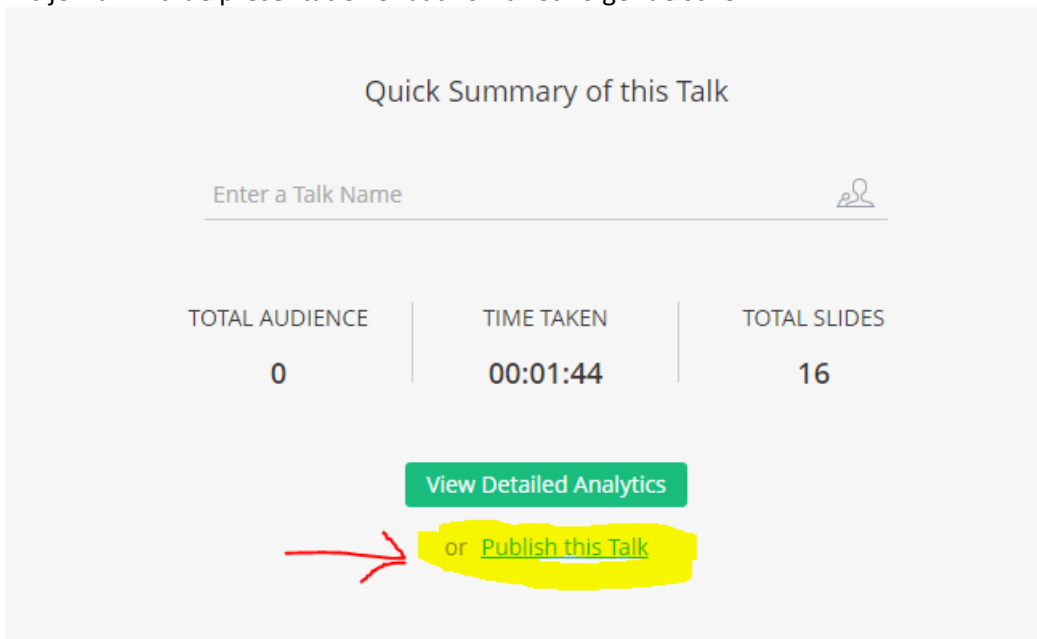 Quick Summary of this Talk
Enter a Talk Name
TOTAL AUDIENCE TIME TAKEN TOTAL SLIDES
0 00:01:44 16
View Detailed Analytics
or Publish this Talk